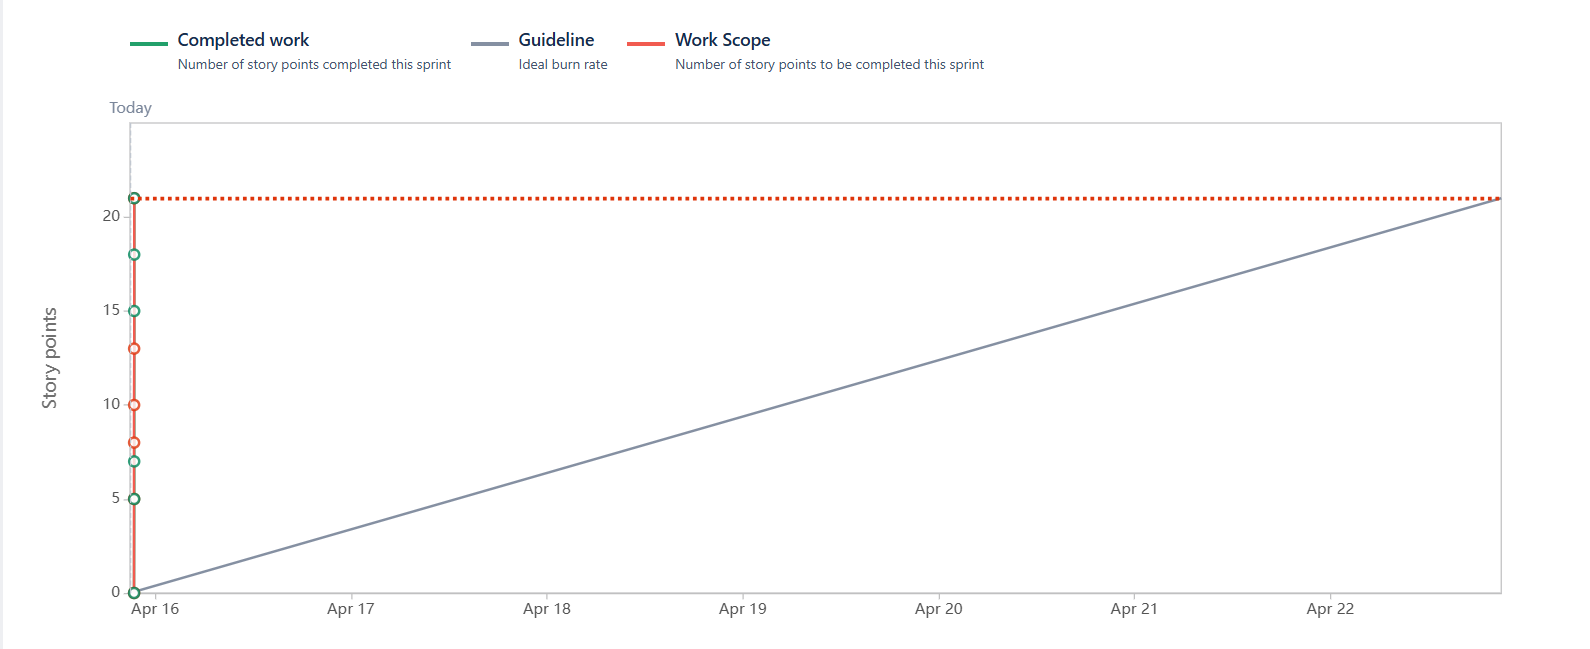 Completed work
Number of story points completed this sprint
Guideline
Ideal burn rate
Work Scope
Number of story points to be completed this sprint
Today
20
15
10
5
0
Story points
Apr 16
Apr 17
Apr 18
Apr 19
Apr 20
Apr 21
Apr 22